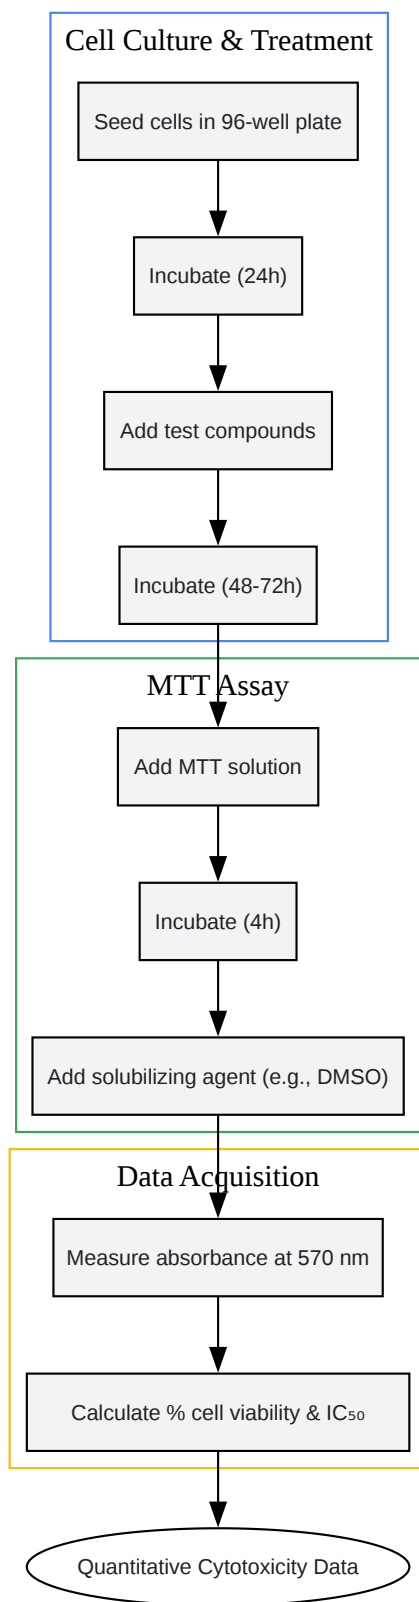 Cell Culture & Treatment
Seed cells in 96-well plate
Incubate (24h)
Add test compounds
Incubate (48-72h)
MTT Assay
Add MTT solution
Incubate (4h)
Add solubilizing agent (e.g., DMSO)
Data Acquisition
Measure absorbance at 570 nm
Calculate % cell viability & IC₅₀
Quantitative Cytotoxicity Data